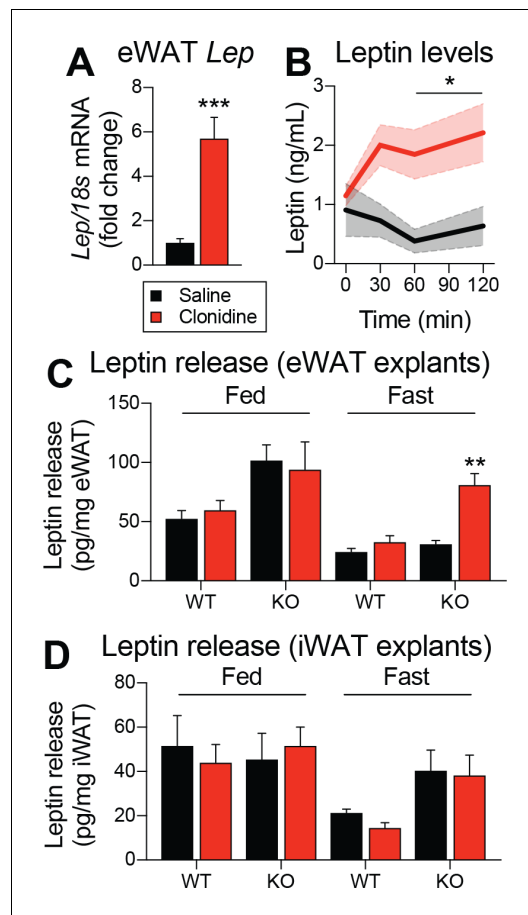 A eWAT Lep
Lep/18s mRNA
(fold change)
8
6
4
2
0
***
B Leptin levels
Leptin (ng/mL)
3
2
1
0
*
0 30 60 90 120
Time (min)
Saline
Clonidine
C Leptin release (eWAT explants)
Fed Fast
Leptin release
(pg/mg eWAT)
150
100
50
0
**
WT KO WT KO
D Leptin release (iWAT explants)
Fed Fast
Leptin release
(pg/mg iWAT)
80
60
40
20
0
WT KO WT KO